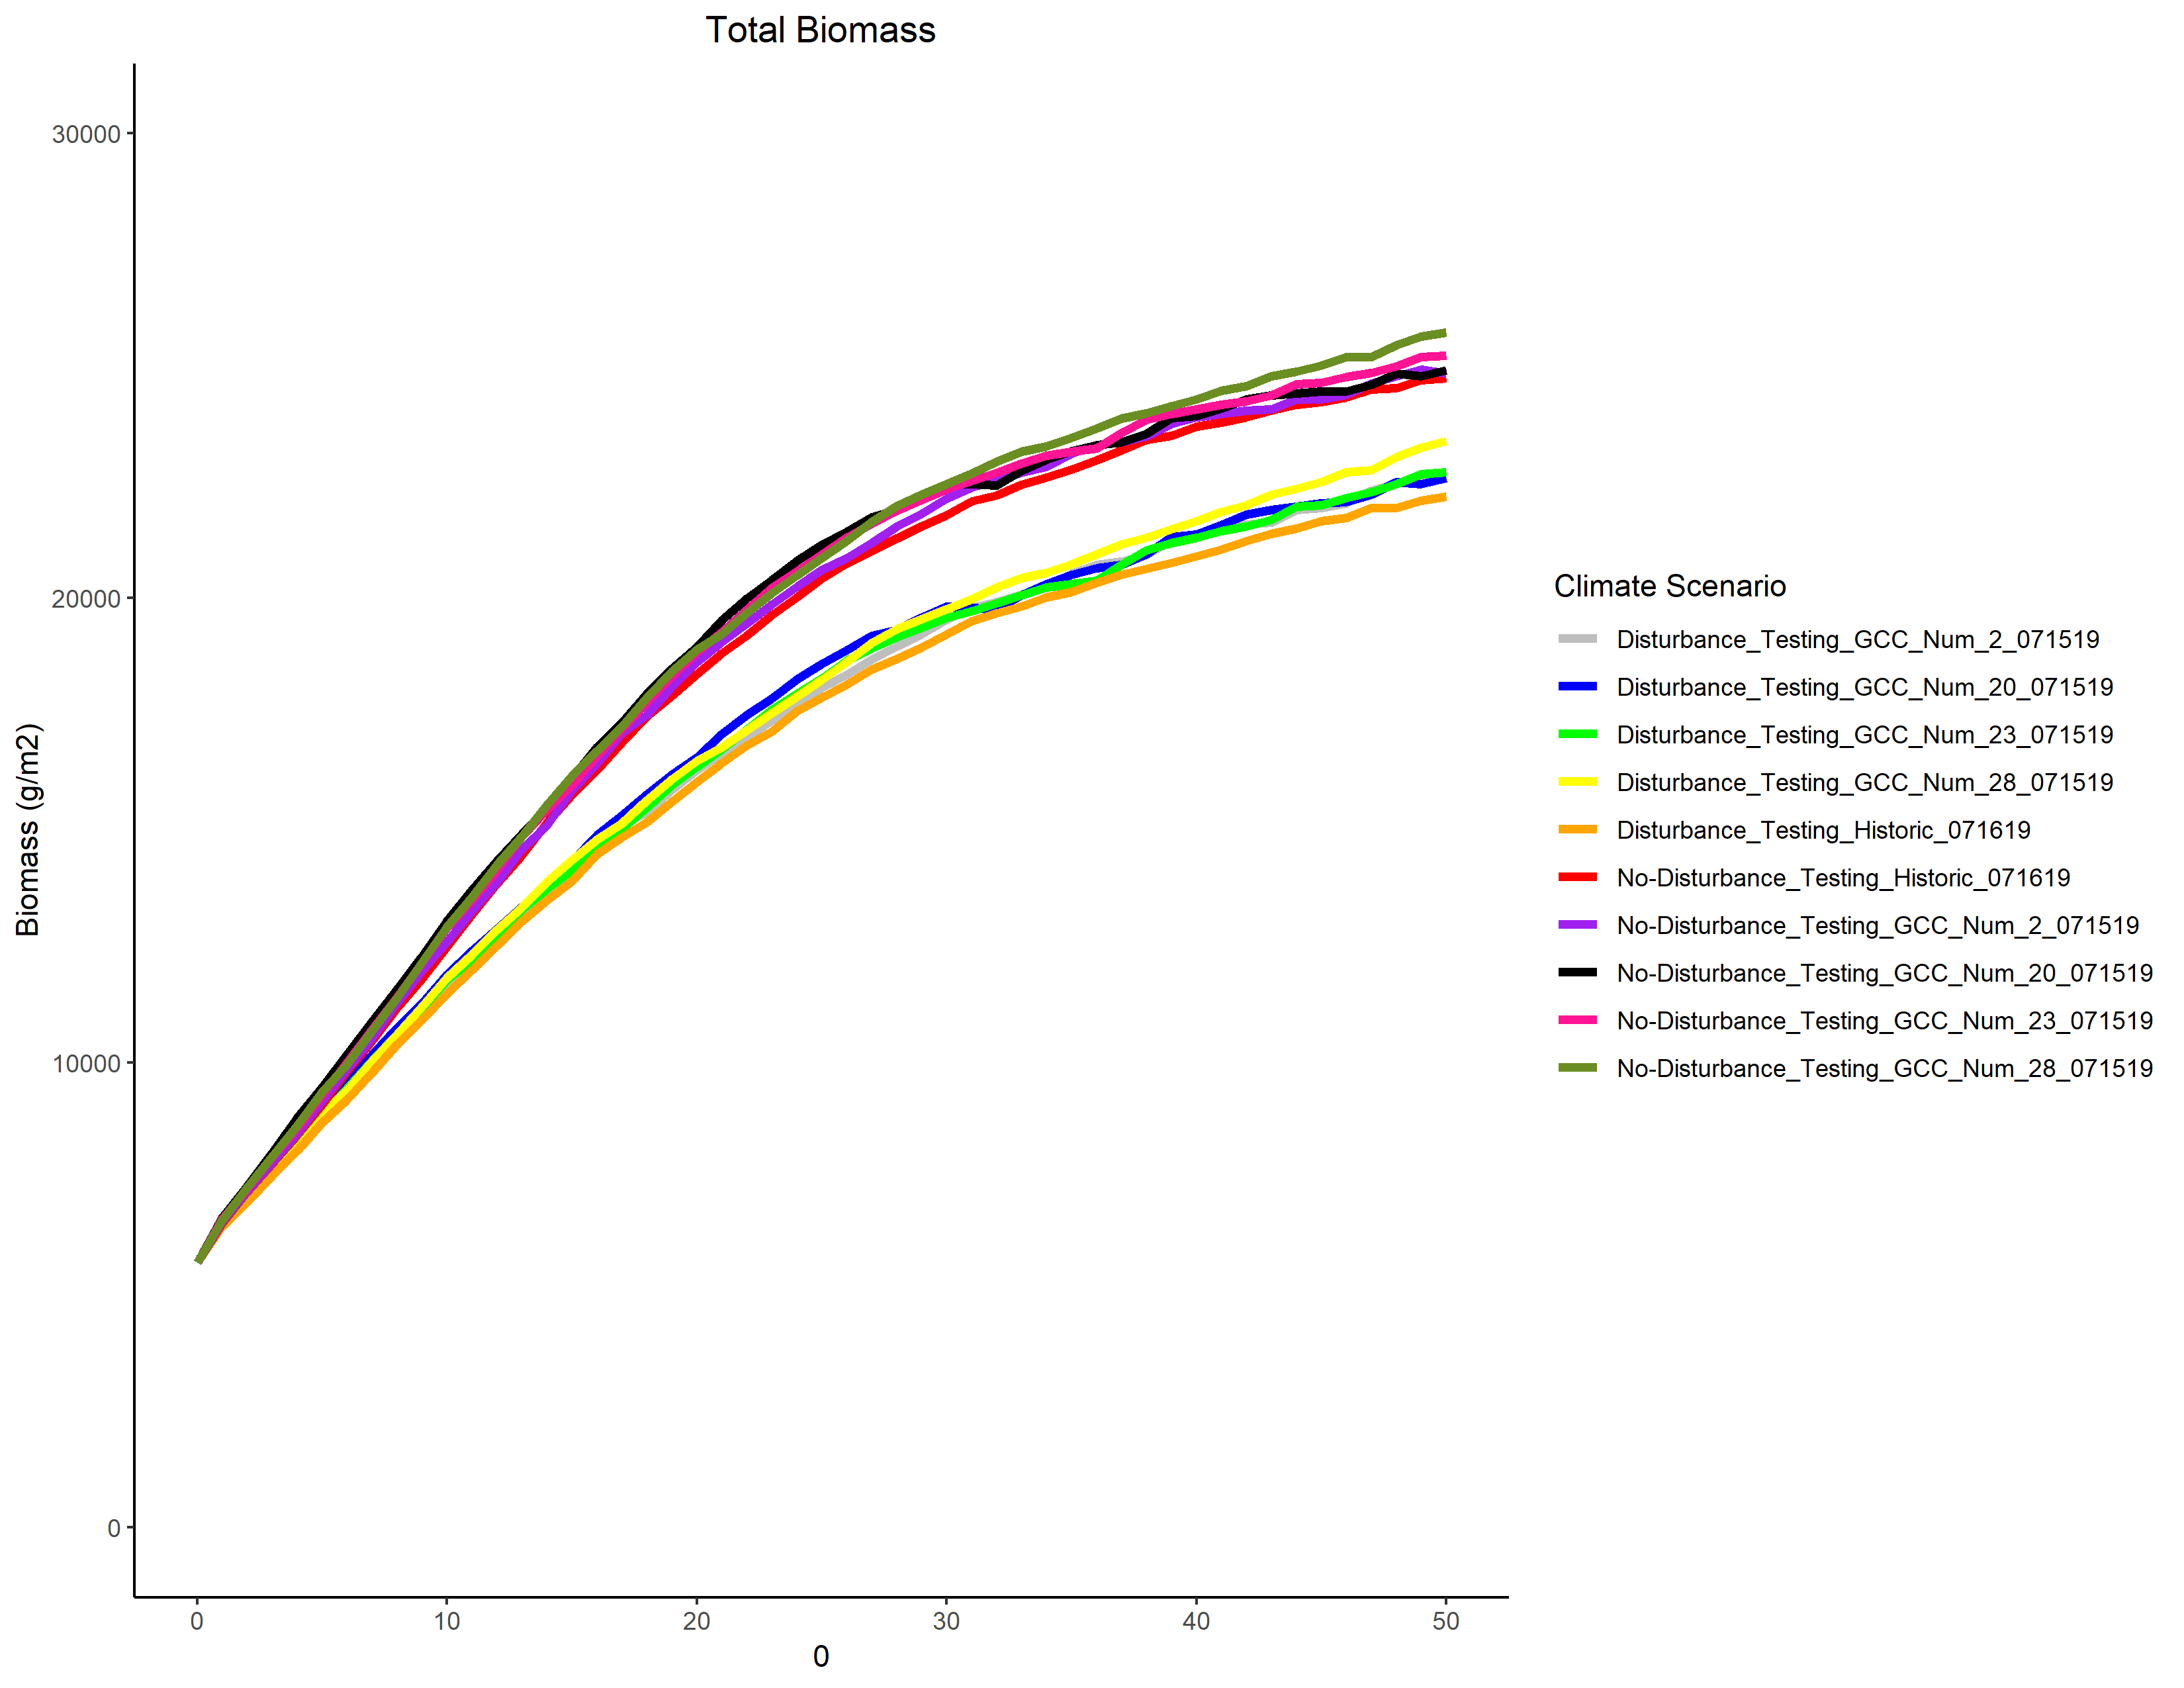 Total Biomass
30000
20000
10000
0
Biomass (g/m2)
0 10 20 30 40 50
0
Climate Scenario
Disturbance_Testing_GCC_Num_2_071519
Disturbance_Testing_GCC_Num_20_071519
Disturbance_Testing_GCC_Num_23_071519
Disturbance_Testing_GCC_Num_28_071519
Disturbance_Testing_Historic_071619
No-Disturbance_Testing_Historic_071619
No-Disturbance_Testing_GCC_Num_2_071519
No-Disturbance_Testing_GCC_Num_20_071519
No-Disturbance_Testing_GCC_Num_23_071519
No-Disturbance_Testing_GCC_Num_28_071519